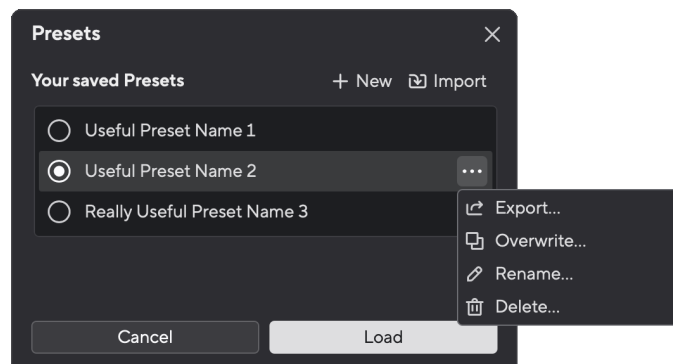 Presets
Your saved Presets
New Import
Useful Preset Name 1
Useful Preset Name 2
Really Useful Preset Name 3
Export...
Overwrite...
Rename...
Delete...
Cancel Load